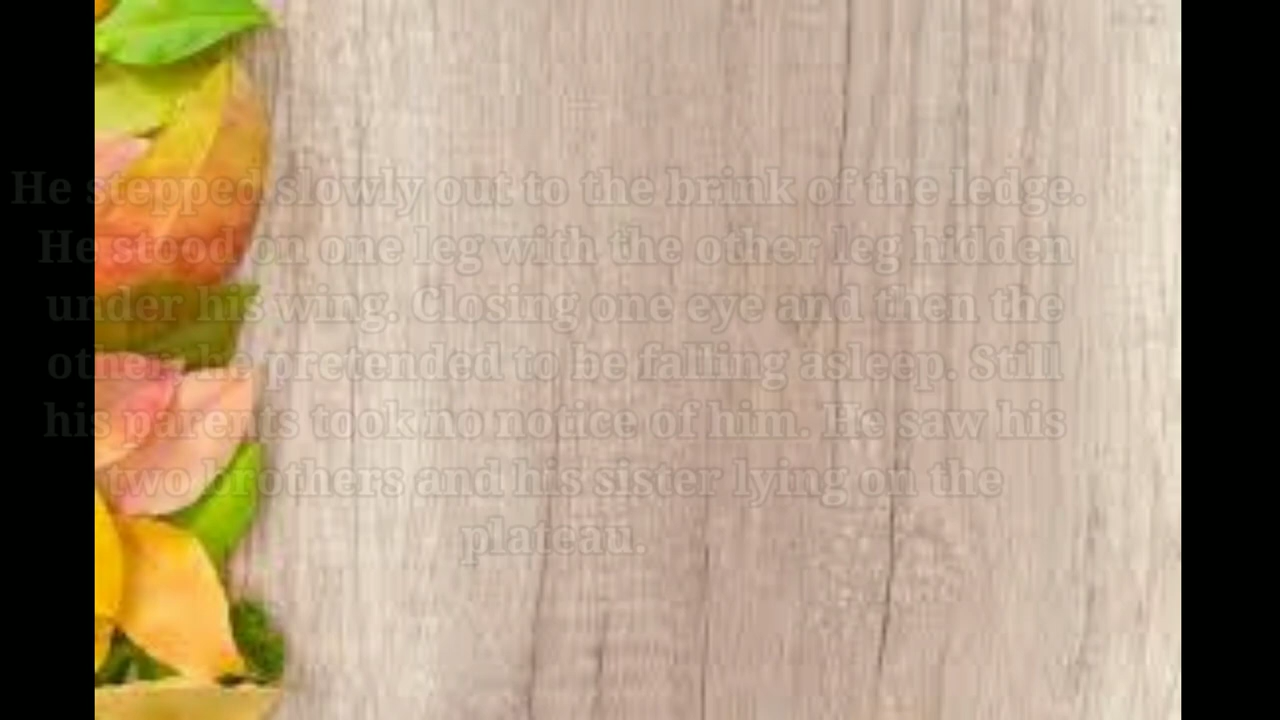 He stepped slowly out to the brink of the ledge.
He stood on one leg with the other leg hidden
under his wing. Closing one eye and then the
other he pretended to be falling asleep. Still
his parents took no notice of him. He saw his
two brothers and his sister lying on the
plateau.